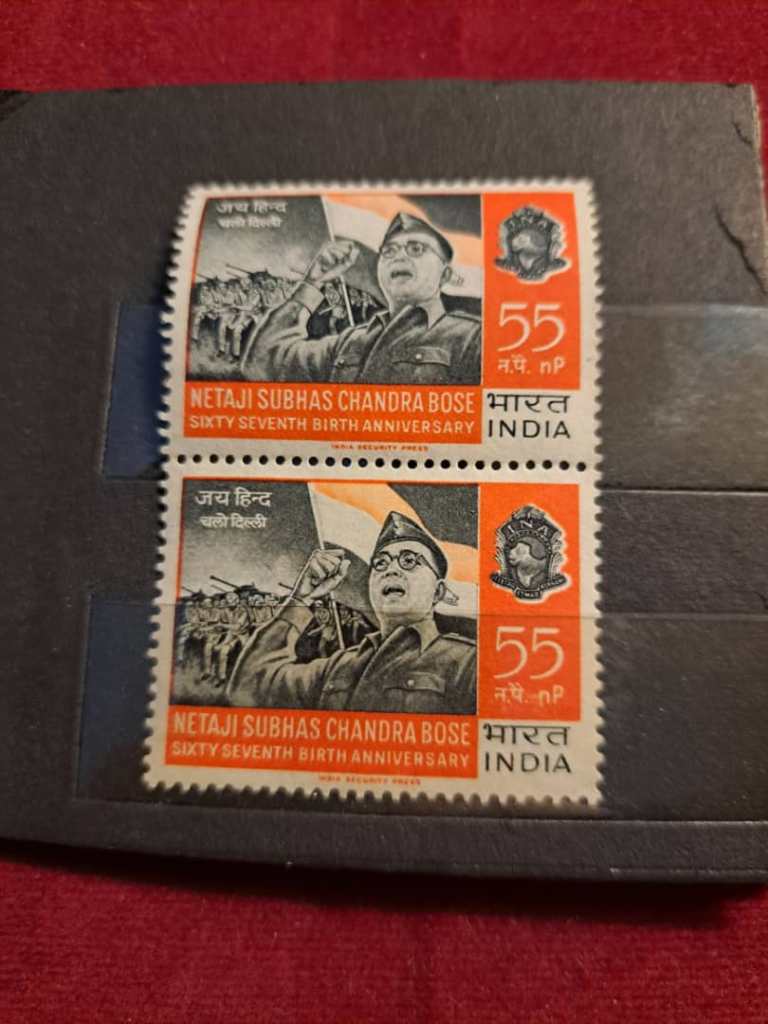 जय हिन्द
चलो दिल्ली
I.N.A.
55
न.पै. nP
NETAJI SUBHAS CHANDRA BOSE
SIXTY SEVENTH BIRTH ANNIVERSARY
भारत
INDIA
INDIA SECURITY PRESS
जय हिन्द
चलो दिल्ली
I.N.A.
55
न.पै. nP
NETAJI SUBHAS CHANDRA BOSE
SIXTY SEVENTH BIRTH ANNIVERSARY
भारत
INDIA
INDIA SECURITY PRESS